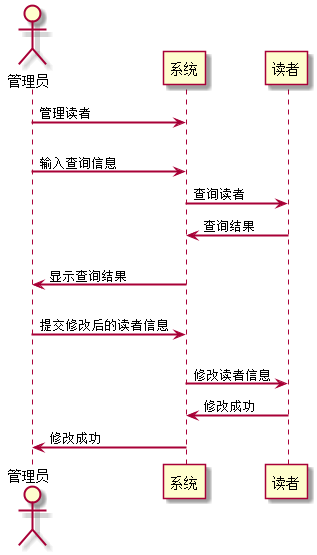 管理员
系统
读者
管理读者
输入查询信息
查询读者
查询结果
显示查询结果
提交修改后的读者信息
修改读者信息
修改成功
修改成功
管理员
系统
读者